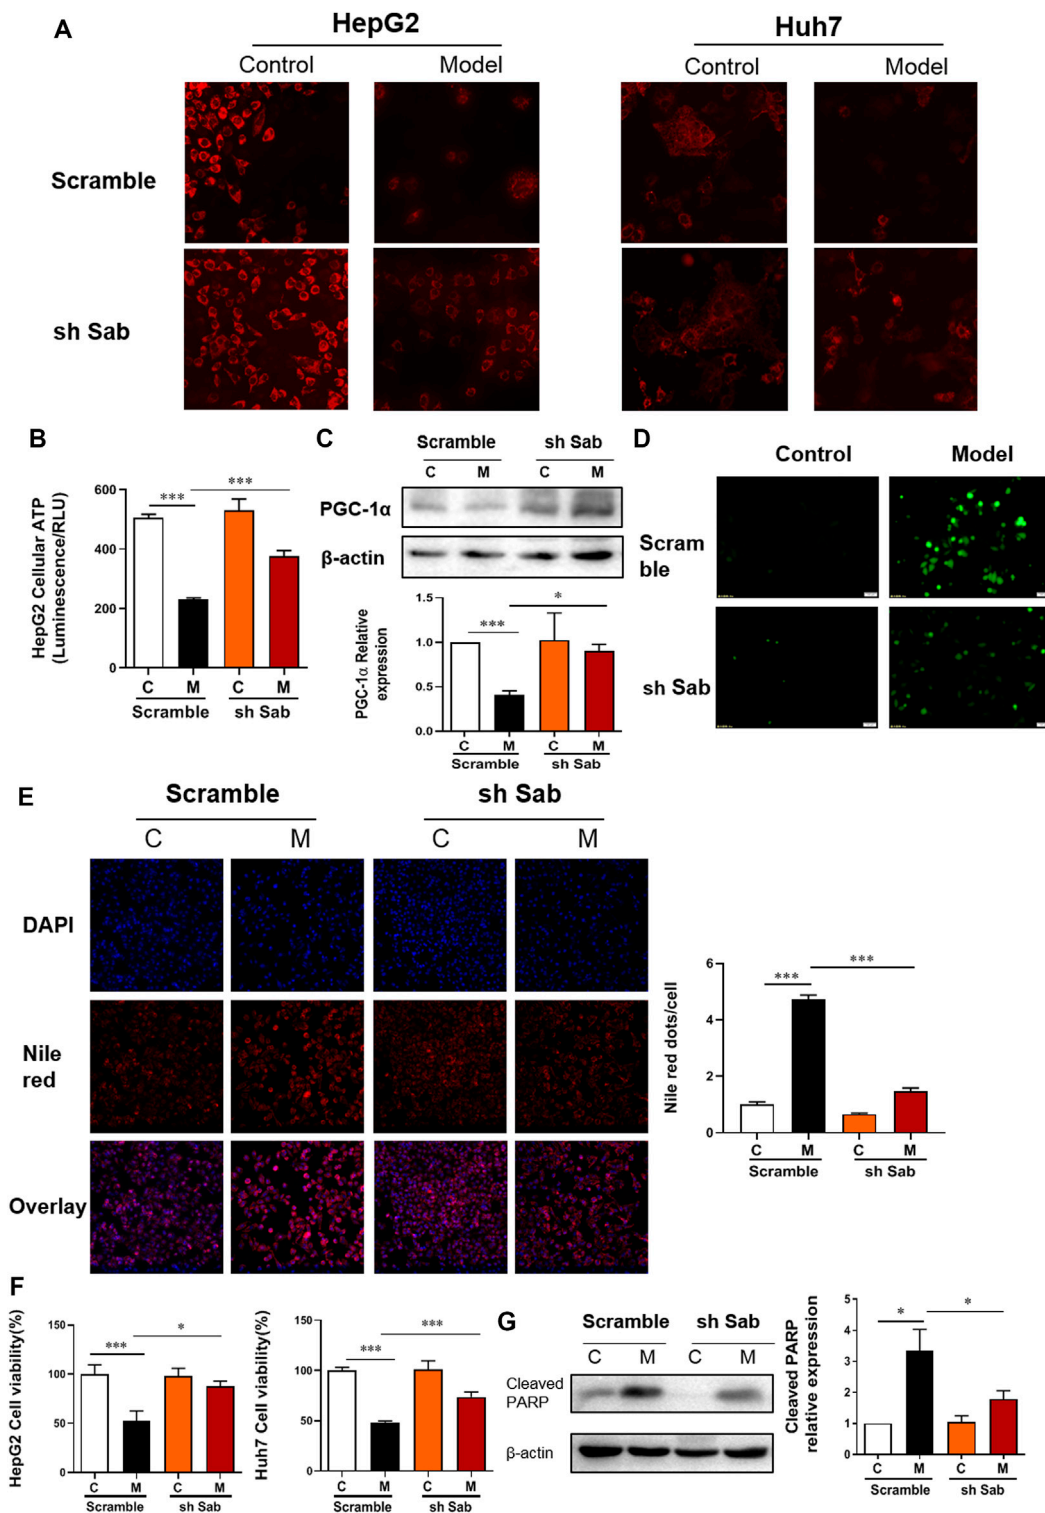 A
HepG2
Huh7
Control
Model
Control
Model
Scramble
sh Sab
B
HepG2 Cellular ATP
(Luminescence/RLU)
600
400
200
0
***
***
C
M
C
M
Scramble
sh Sab
C
Scramble
sh Sab
C
M
C
M
PGC-1α
β-actin
PGC-1α Relative
expression
1.5
1.0
0.5
0.0
***
*
C
M
C
M
Scramble
sh Sab
D
Control
Model
Scram
ble
sh Sab
E
Scramble
sh Sab
C
M
C
M
DAPI
Nile
red
Overlay
Nile red dots/cell
6
4
2
0
***
***
C
M
C
M
Scramble
sh Sab
F
HepG2 Cell viability(%)
150
100
50
0
***
*
C
M
C
M
Scramble
sh Sab
Huh7 Cell viability(%)
150
100
50
0
***
***
C
M
C
M
Scramble
sh Sab
G
Scramble
sh Sab
C
M
C
M
Cleaved
PARP
β-actin
Cleaved PARP
relative expression
5
4
3
2
1
0
*
*
C
M
C
M
Scramble
sh Sab